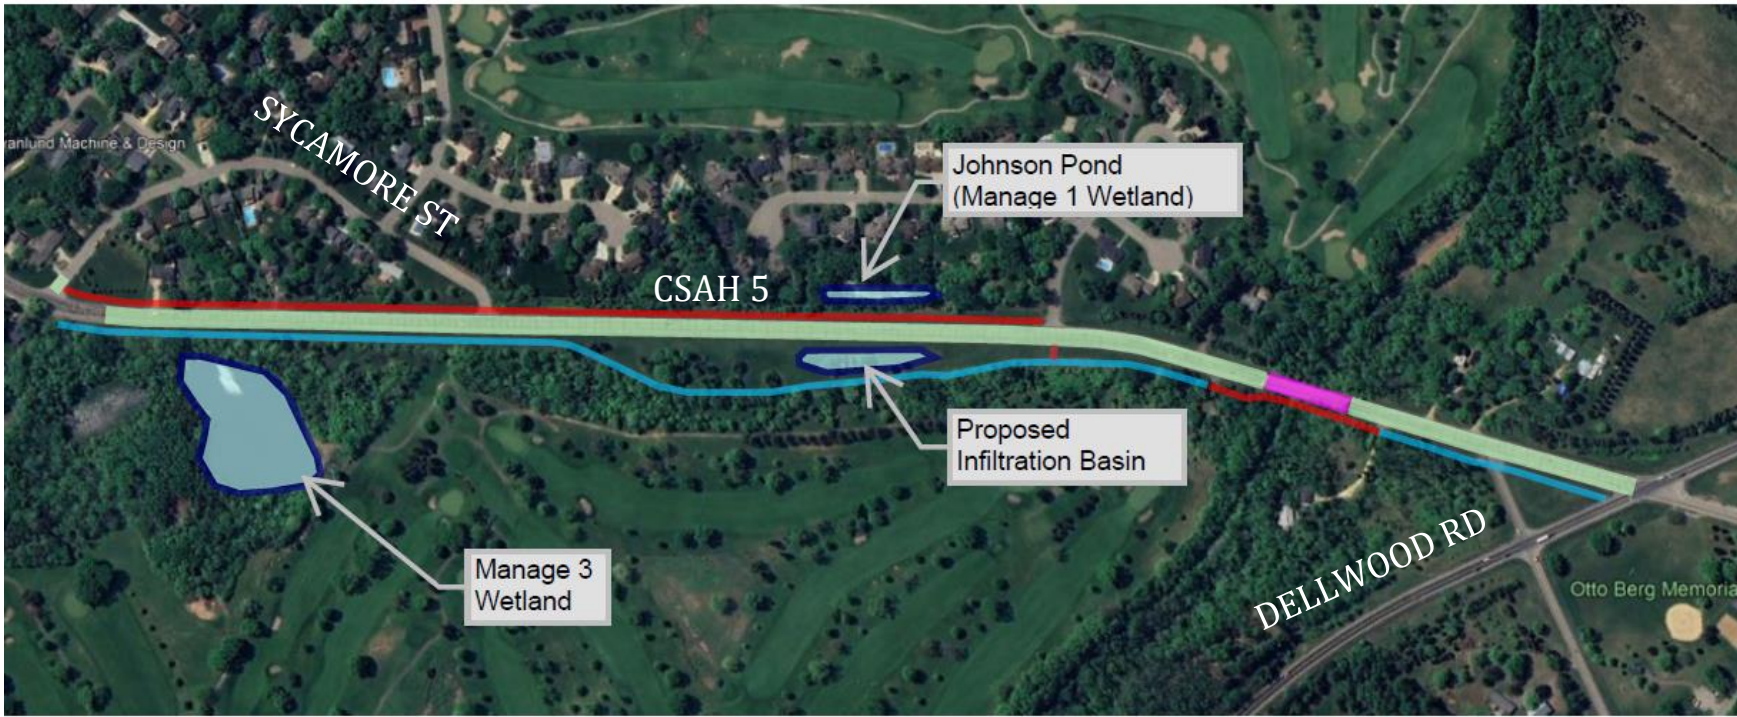 SYCAMORE ST
Machine & Design
Johnson Pond
(Manage 1 Wetland)
CSAH 5
Proposed
Infiltration Basin
Manage 3
Wetland
DELLWOOD RD
Otto Berg Memoria